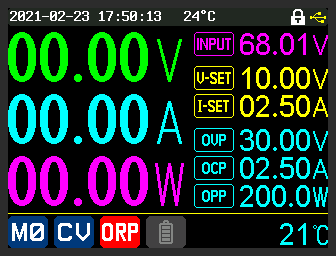 2021-02-23 17:50:13 24°C
00.00V
INPUT 68.01V
V-SET 10.00V
00.00A
I-SET 02.50A
OVP 30.00V
00.00W
OCP 02.50A
OPP 200.0W
M0 CV ORP 21°C